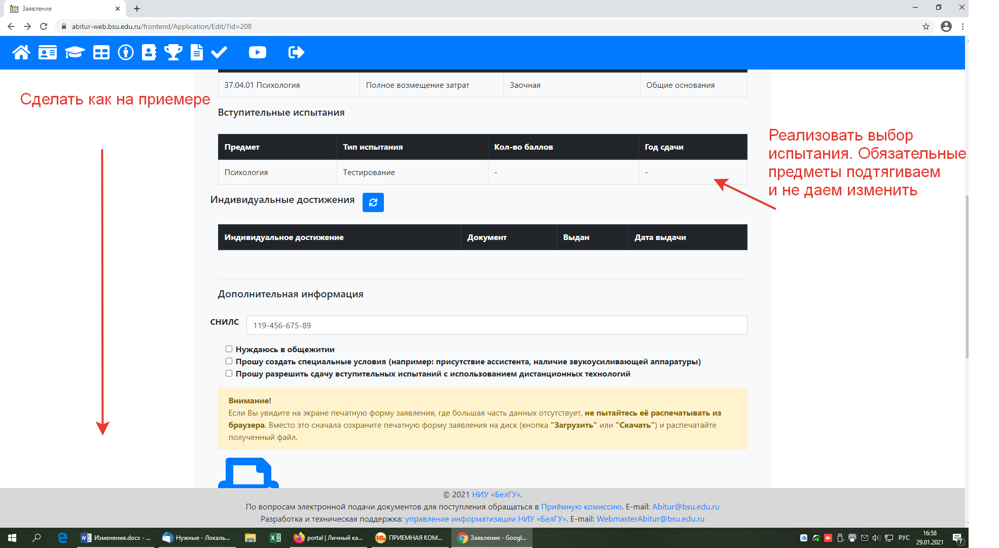 Заявление
abitur-web.bsu.edu.ru/frontend/Application/Edit/?id=208
37.04.01 Психология Полное возмещение затрат Заочная Общие основания
Сделать как на приемере
Вступительные испытания
Реализовать выбор
испытания. Обязательные
предметы подтягиваем
и не даем изменить
Предмет Тип испытания Кол-во баллов Год сдачи
Психология Тестирование - -
Индивидуальные достижения
Индивидуальное достижение Документ Выдан Дата выдачи
Дополнительная информация
СНИЛС 119-456-675-89
Нуждаюсь в общежитии
Прошу создать специальные условия (например: присутствие ассистента, наличие звукоусиливающей аппаратуры)
Прошу разрешить сдачу вступительных испытаний с использованием дистанционных технологий
Внимание!
Если Вы увидите на экране печатную форму заявления, где большая часть данных отсутствует, не пытайтесь её распечатывать из
браузера. Вместо это сначала сохраните печатную форму заявления на диск (кнопка "Загрузить" или "Скачать") и распечатайте
полученный файл.
© 2021 НИУ «БелГУ».
По вопросам электронной подачи документов для поступления обращаться в Приёмную комиссию. E-mail: Abitur@bsu.edu.ru
Разработка и техническая поддержка: управление информатизации НИУ «БелГУ». E-mail: WebmasterAbitur@bsu.edu.ru
Изменения.docx - ... Нужные - Локаль... portal | Личный ка... ПРИЕМНАЯ КОМ... Заявление - Googl... РУС 16:58
29.01.2021 7